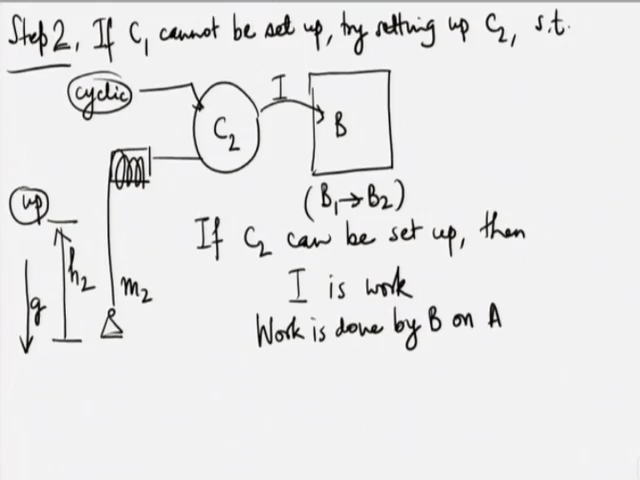 Step 2, If C₁ cannot be set up, try setting up C₂, s.t.
cyclic
C₂
I
B
(B₁→B₂)
up
h₂
g
m₂
If C₂ can be set up, then
I is work
Work is done by B on A